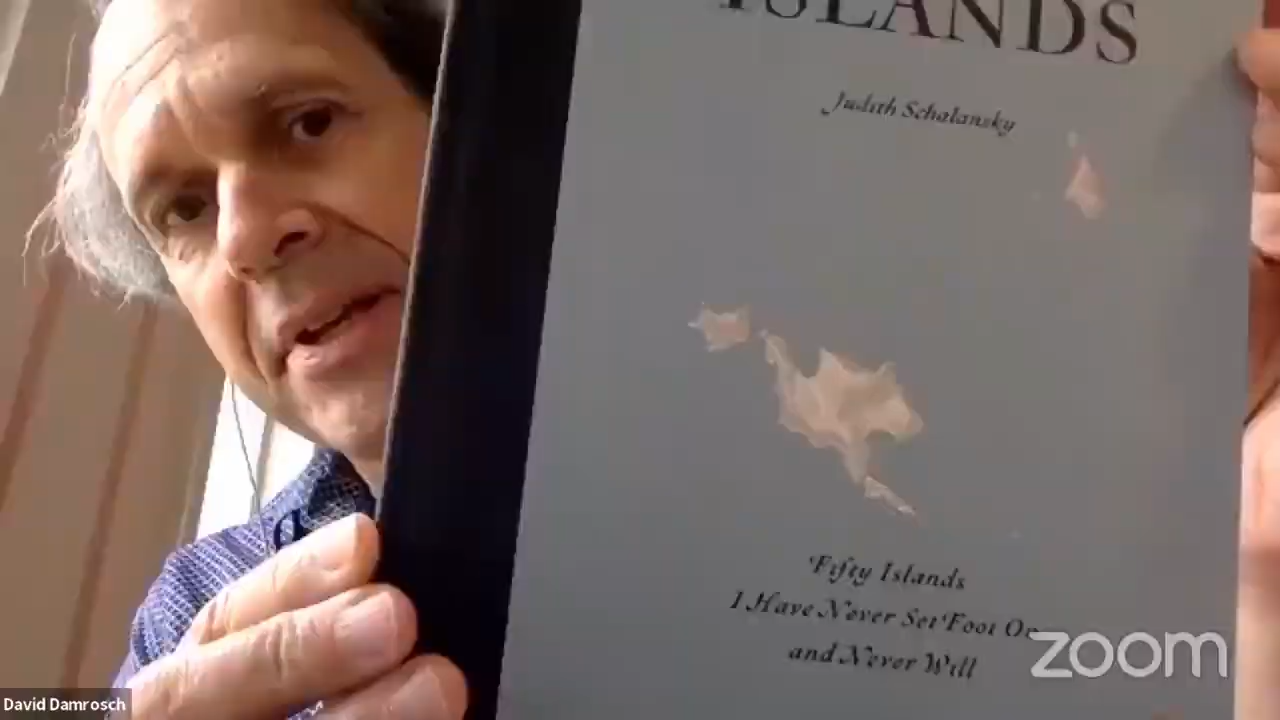 ISLANDS
Judith Schalansky
Fifty Islands
I Have Never Set Foot On
and Never Will
zoom
David Damrosch